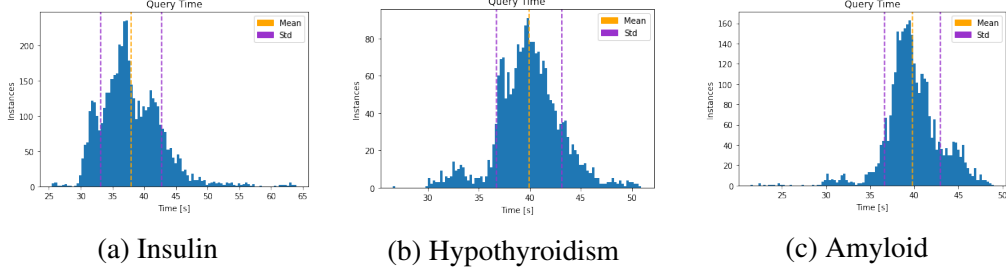 Query Time
Mean
Std
Instances
200
150
100
50
0
25 30 35 40 45 50 55 60 65
Time [s]
(a) Insulin
Query Time
Mean
Std
Instances
80
60
40
20
0
30 35 40 45 50
Time [s]
(b) Hypothyroidism
Query Time
Mean
Std
Instances
160
140
120
100
80
60
40
20
0
25 30 35 40 45 50
Time [s]
(c) Amyloid